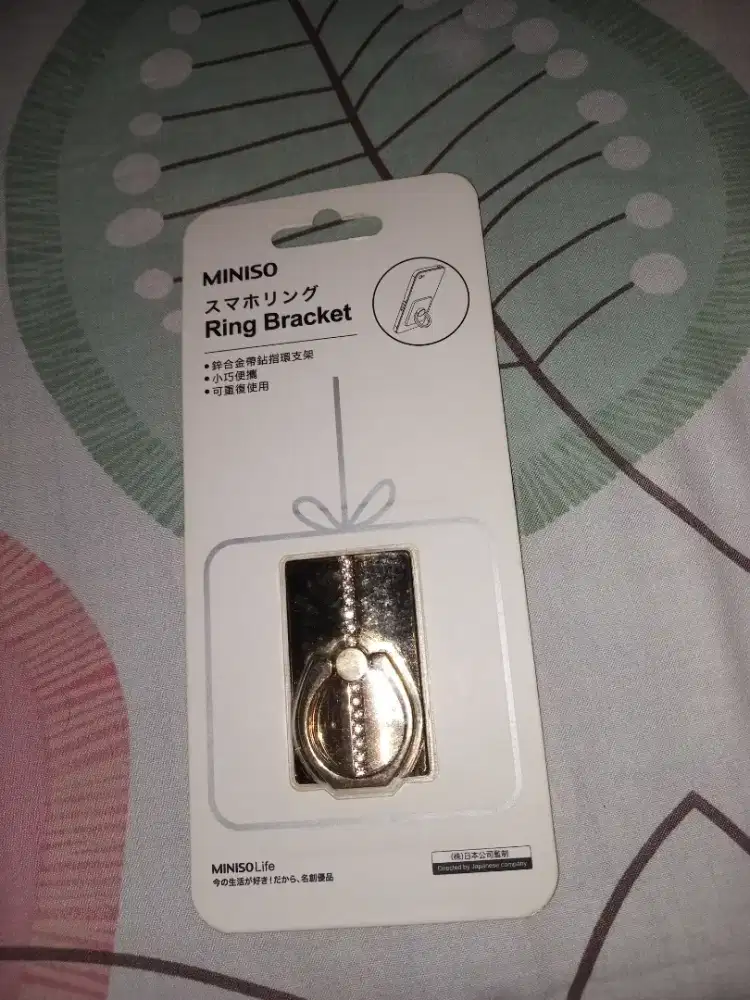 MINISO
スマホリング
Ring Bracket
• 鋅合金帶鉆指環支架
• 小巧便攜
• 可重復使用
MINISO Life
今の生活が好き！だから、名創優品
(株)日本公司監制
Directed by Japanese company